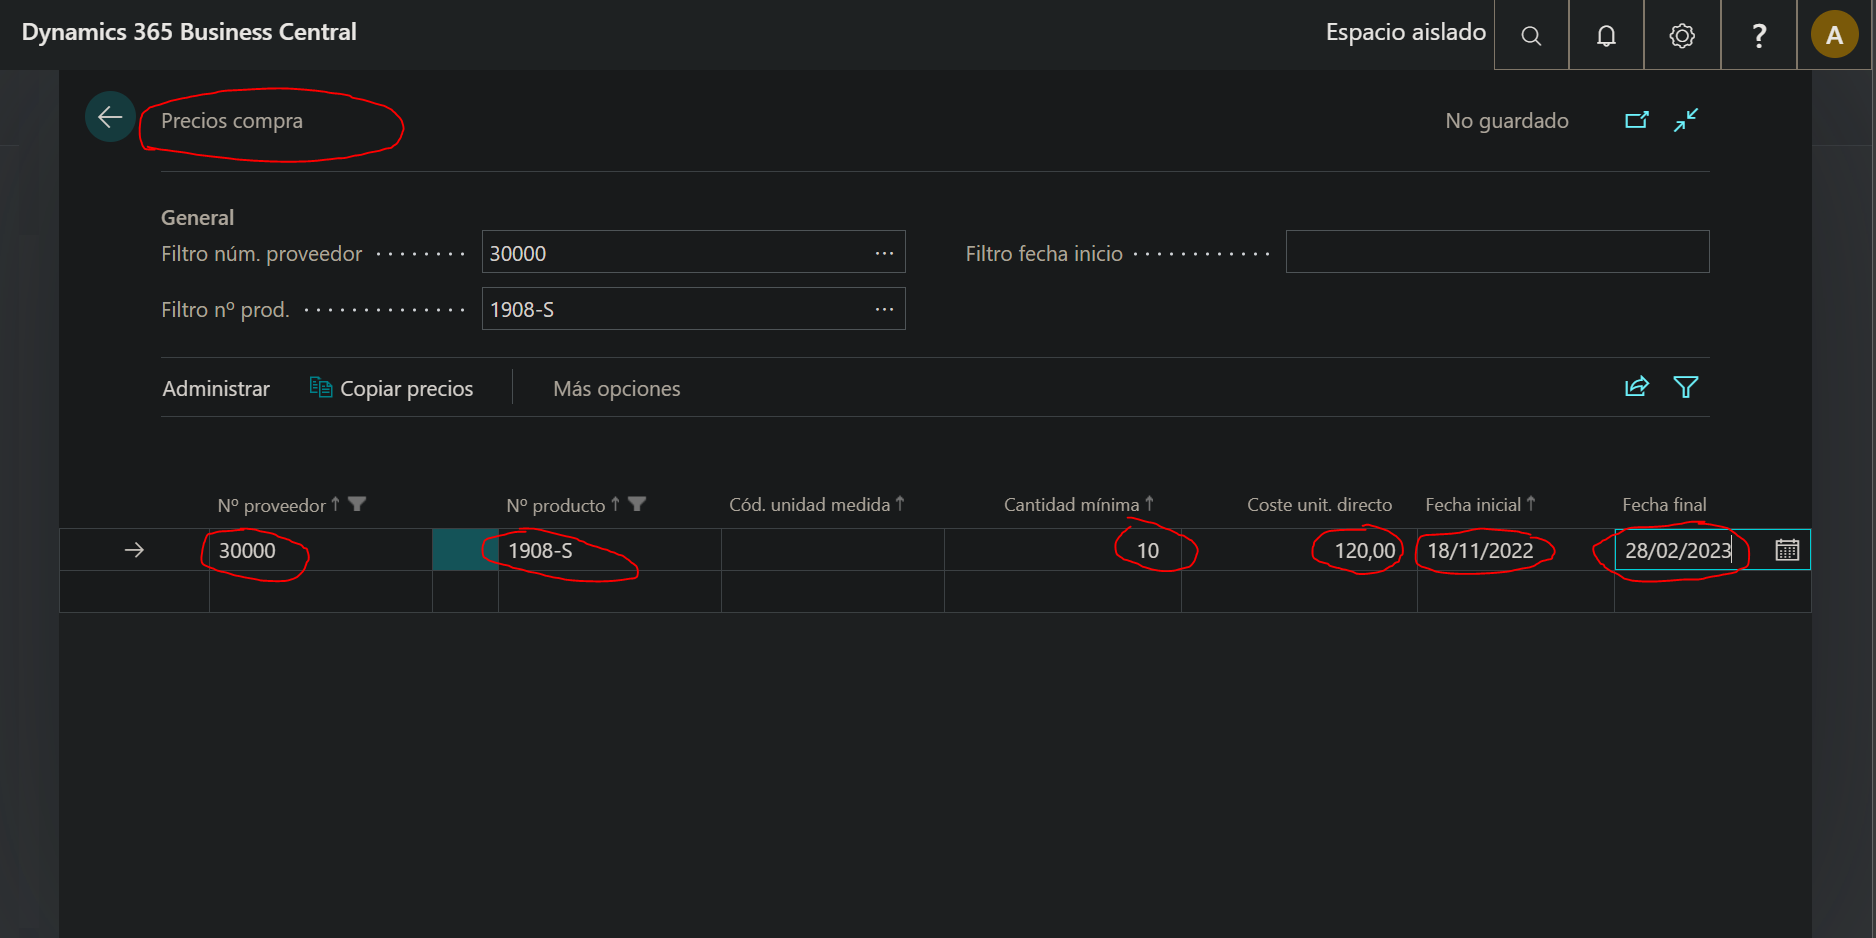 Dynamics 365 Business Central
Espacio aislado
?
A
Precios compra
No guardado
General
Filtro núm. proveedor
30000
Filtro fecha inicio
Filtro nº prod.
1908-S
Administrar
Copiar precios
Más opciones
Nº proveedor Nº producto Cód. unidad medida Cantidad mínima Coste unit. directo Fecha inicial Fecha final
30000 1908-S 10 120,00 18/11/2022 28/02/2023